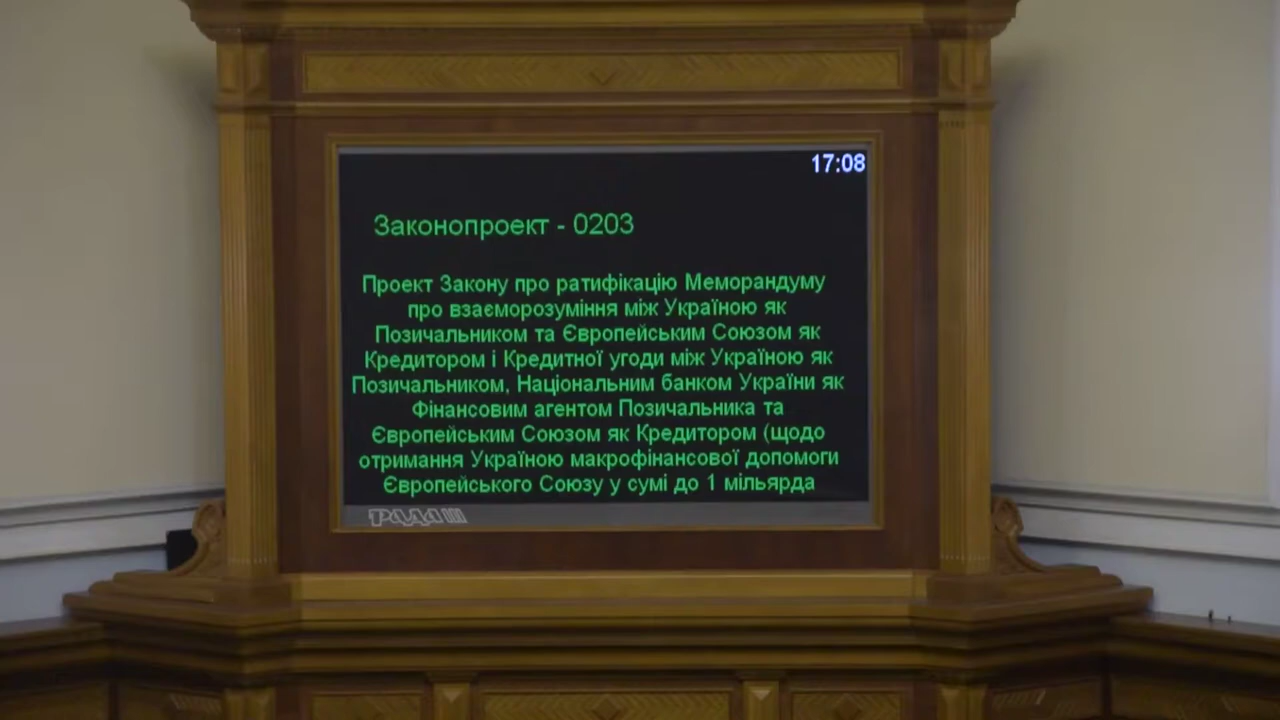 17:08
Законопроект - 0203
Проект Закону про ратифікацію Меморандуму
про взаєморозуміння між Україною як
Позичальником та Європейським Союзом як
Кредитором і Кредитної угоди між Україною як
Позичальником, Національним банком України як
Фінансовим агентом Позичальника та
Європейським Союзом як Кредитором (щодо
отримання Україною макрофінансової допомоги
Європейського Союзу у сумі до 1 мільярда
РАДА III